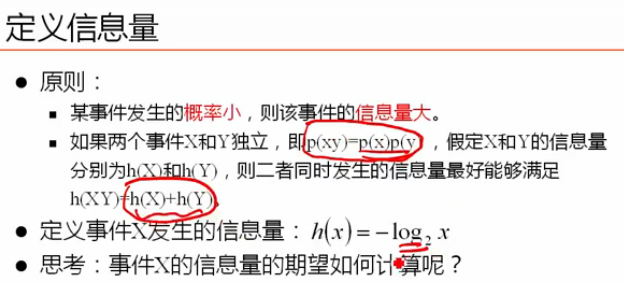 定义信息量
● 原则：
▪ 某事件发生的概率小，则该事件的信息量大。
▪ 如果两个事件X和Y独立，即p(xy)=p(x)p(y)，假定X和Y的信息量
分别为h(X)和h(Y)，则二者同时发生的信息量最好能够满足
h(XY)=h(X)+h(Y)
● 定义事件X发生的信息量：h(x)=-log₂ x
● 思考：事件X的信息量的期望如何计算呢？